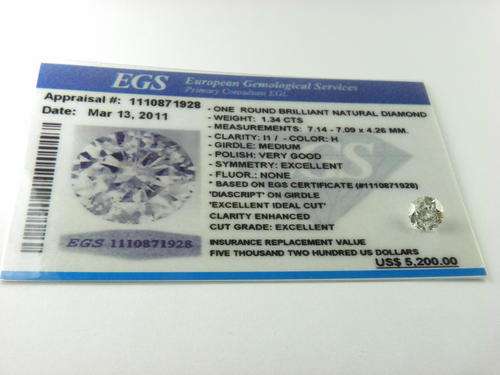 EGS European Gemological Services
Primary Consulum EGL
Appraisal #: 1110871928
Date: Mar 13, 2011
- ONE ROUND BRILLIANT NATURAL DIAMOND
- WEIGHT: 1.34 CTS
- MEASUREMENTS: 7.14 - 7.09 x 4.26 MM.
- CLARITY: I1 / - COLOR: H
- GIRDLE: MEDIUM
- POLISH: VERY GOOD
- SYMMETRY: EXCELLENT
- FLUOR.: NONE
* BASED ON EGS CERTIFICATE (#1110871928)
'DIASCRIPT' ON GIRDLE
'EXCELLENT IDEAL CUT'
CLARITY ENHANCED
CUT GRADE: EXCELLENT
EGS 1110871928
INSURANCE REPLACEMENT VALUE
FIVE THOUSAND TWO HUNDRED US DOLLARS
US$ 5,200.00